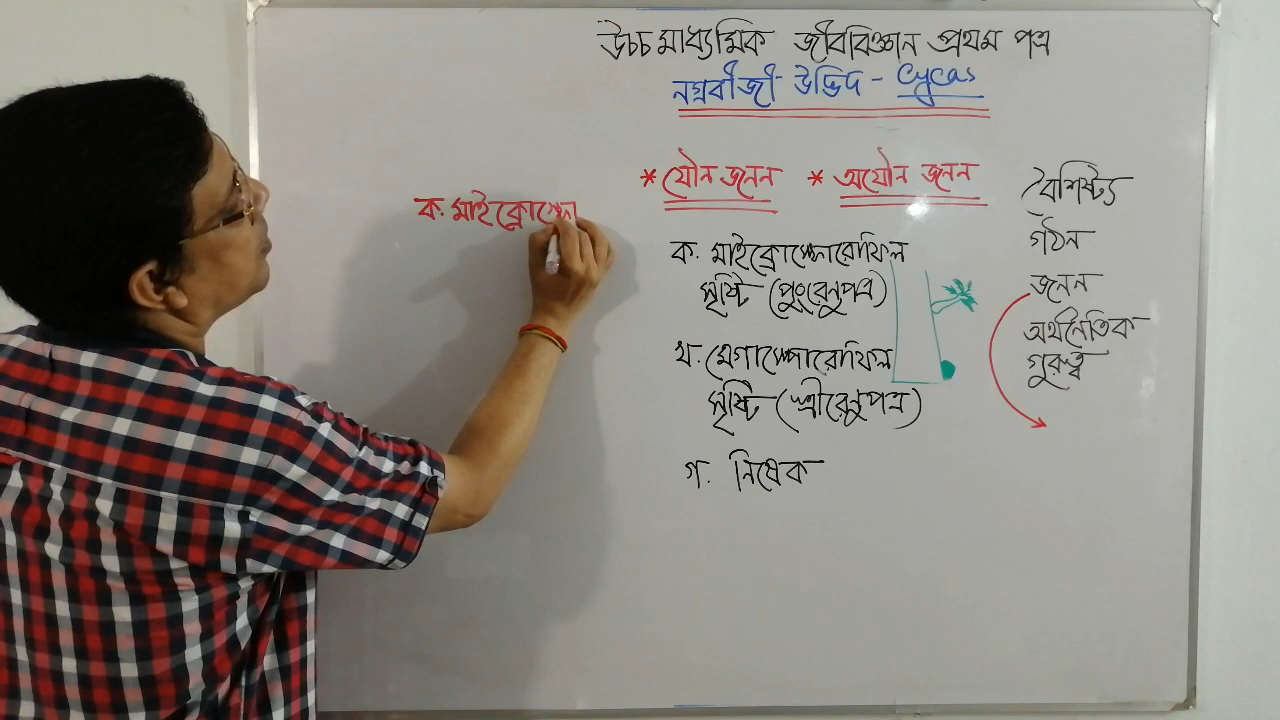 উচ্চ মাধ্যমিক জীববিজ্ঞান প্রথম পত্র
নগ্নবীজী উদ্ভিদ - Cycas
* যৌন জনন * অযৌন জনন
ক. মাইক্রোস্পোরোফিল
সৃষ্টি (পুংরেনুপত্র)
খ. মেগাস্পোরোফিল
সৃষ্টি (স্ত্রীরেনুপত্র)
গ. নিষেক
বৈশিষ্ট্য
গঠন
জনন
অর্থনৈতিক
গুরুত্ব
ক. মাইক্রোস্পো